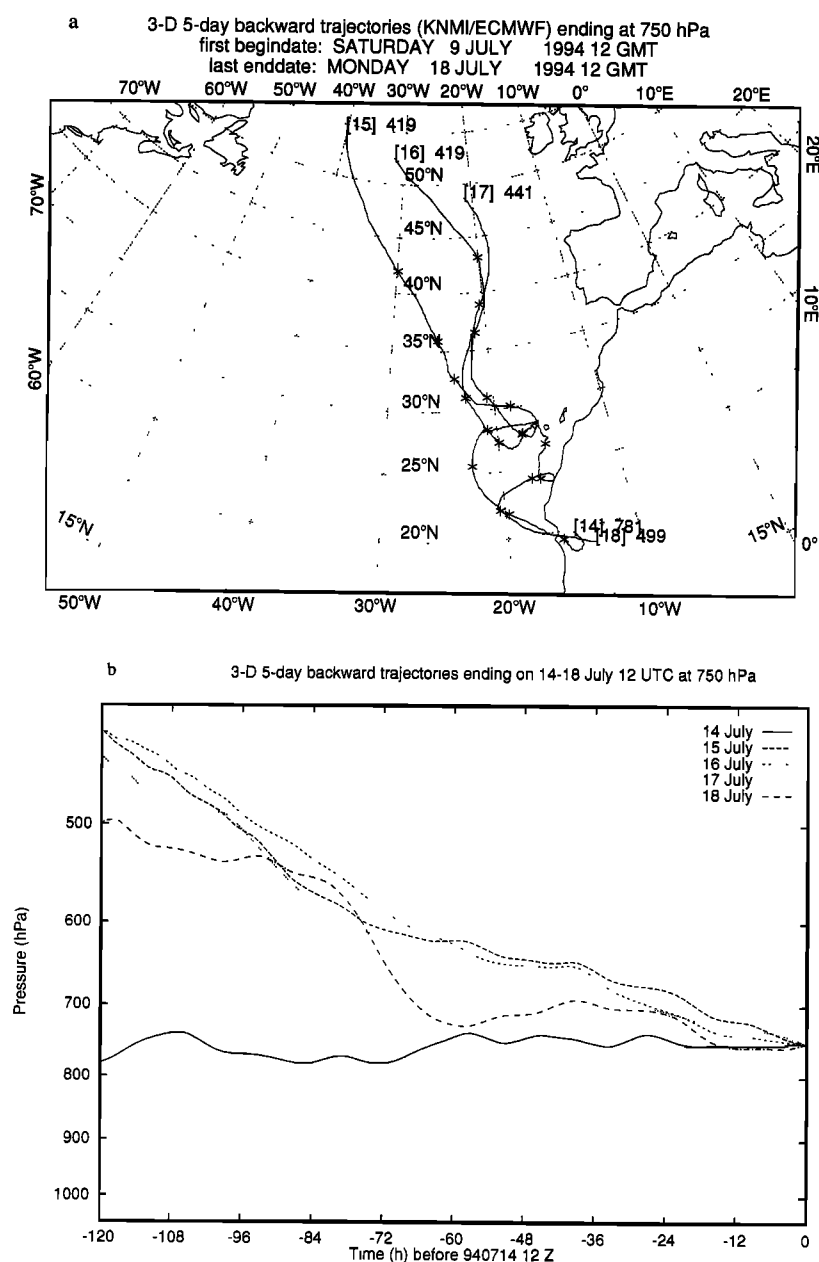 a
3-D 5-day backward trajectories (KNMI/ECMWF) ending at 750 hPa
first begindate: SATURDAY 9 JULY 1994 12 GMT
last enddate: MONDAY 18 JULY 1994 12 GMT
70°W 60°W 50°W 40°W 30°W 20°W 10°W 0° 10°E 20°E
[15] 419
[16] 419
50°N
[17] 441
20°E
70°W
45°N
40°N
10°E
35°N
60°W
30°N
25°N
15°N 20°N [14] 781 15°N
[18] 499 0°
50°W 40°W 30°W 20°W 10°W
b
3-D 5-day backward trajectories ending on 14-18 July 12 UTC at 750 hPa
14 July
15 July
16 July
17 July
18 July
500
600
700
800
900
1000
Pressure (hPa)
-120 -108 -96 -84 -72 -60 -48 -36 -24 -12 0
Time (h) before 940714 12 Z